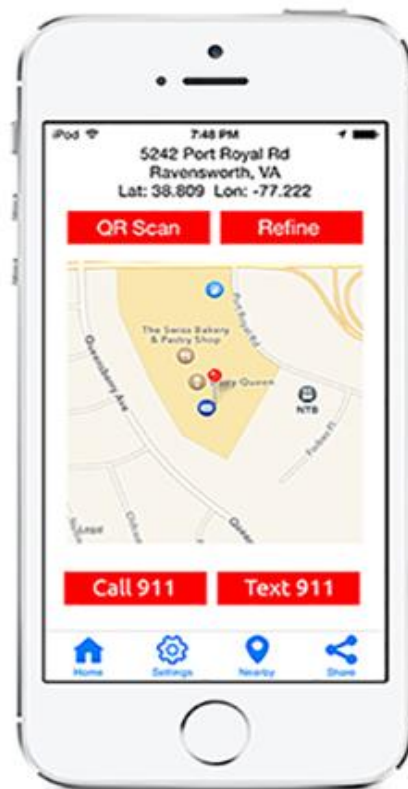 iPod 7:48 PM
5242 Port Royal Rd
Ravensworth, VA
Lat: 38.809 Lon: -77.222
QR Scan Refine
Port Royal Rd
The Swiss Bakery
& Pastry Shop
Queen
Queensberry Ave
NTB
Call 911 Text 911
Home Settings Nearby Share